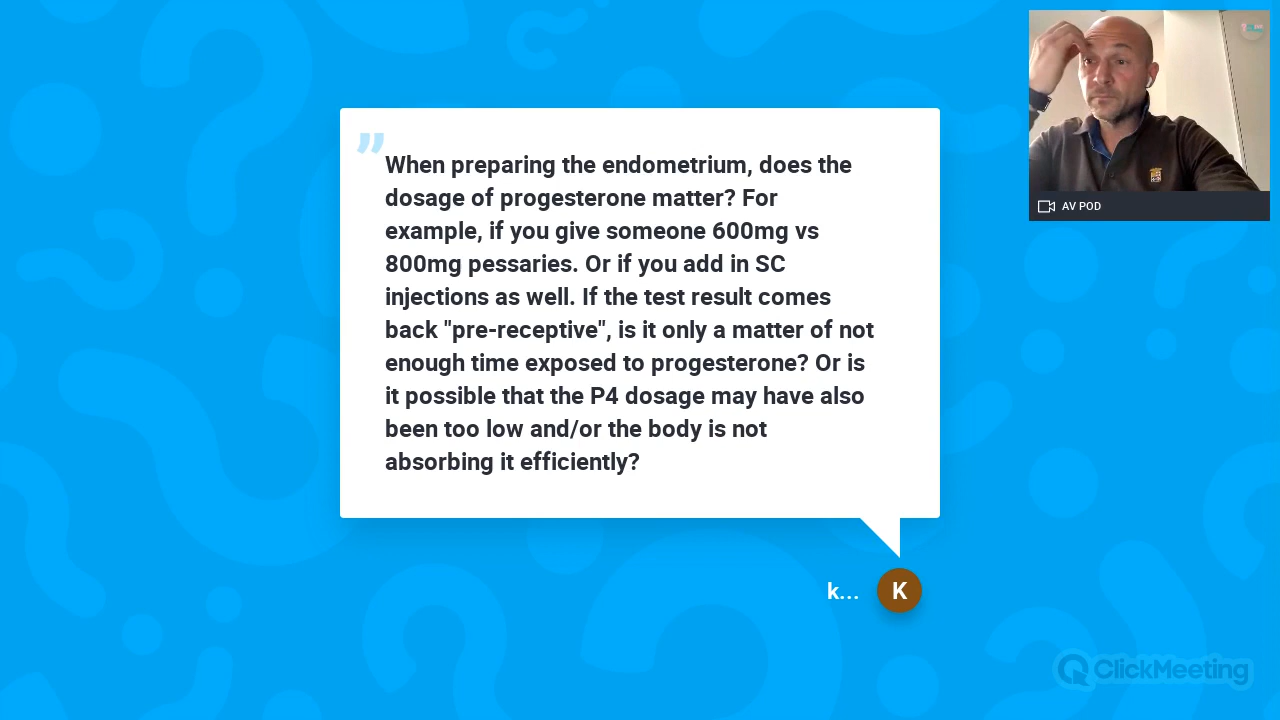 When preparing the endometrium, does the
dosage of progesterone matter? For
example, if you give someone 600mg vs
800mg pessaries. Or if you add in SC
injections as well. If the test result comes
back "pre-receptive", is it only a matter of not
enough time exposed to progesterone? Or is
it possible that the P4 dosage may have also
been too low and/or the body is not
absorbing it efficiently?
k...
K
AV POD
ClickMeeting